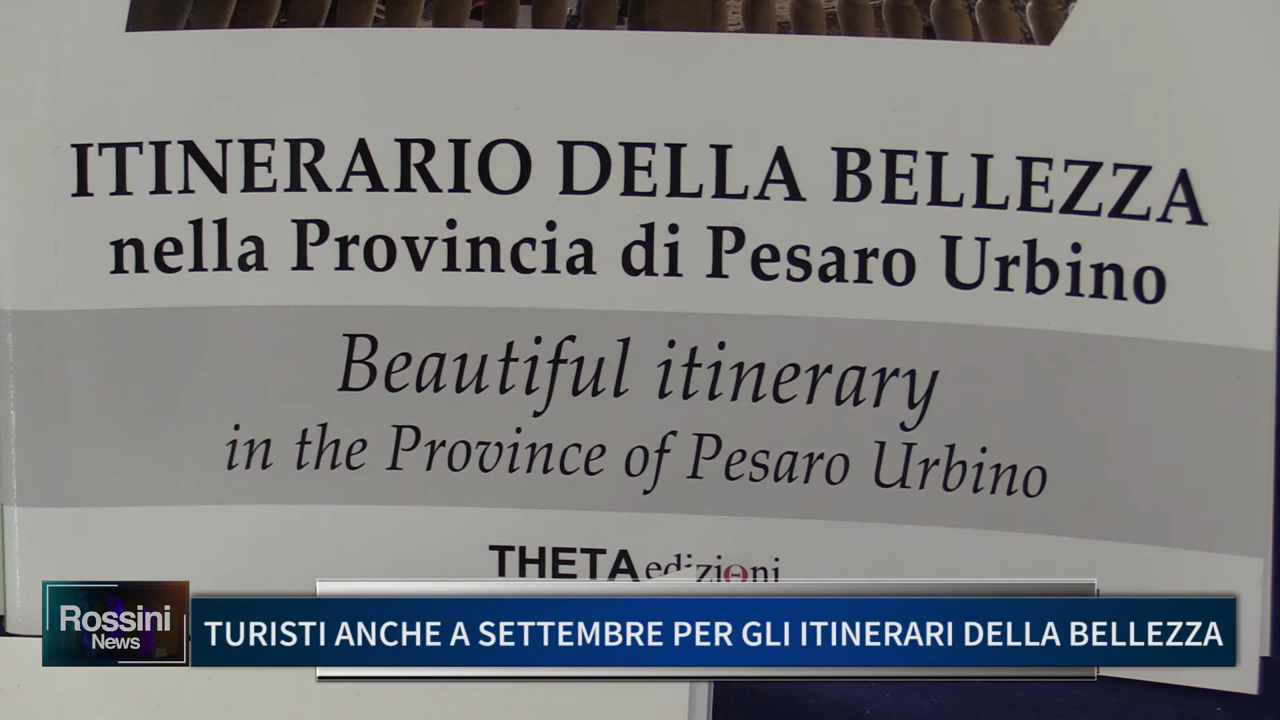 ITINERARIO DELLA BELLEZZA
nella Provincia di Pesaro Urbino
Beautiful itinerary
in the Province of Pesaro Urbino
THETA edizioni
Rossini
News
TURISTI ANCHE A SETTEMBRE PER GLI ITINERARI DELLA BELLEZZA